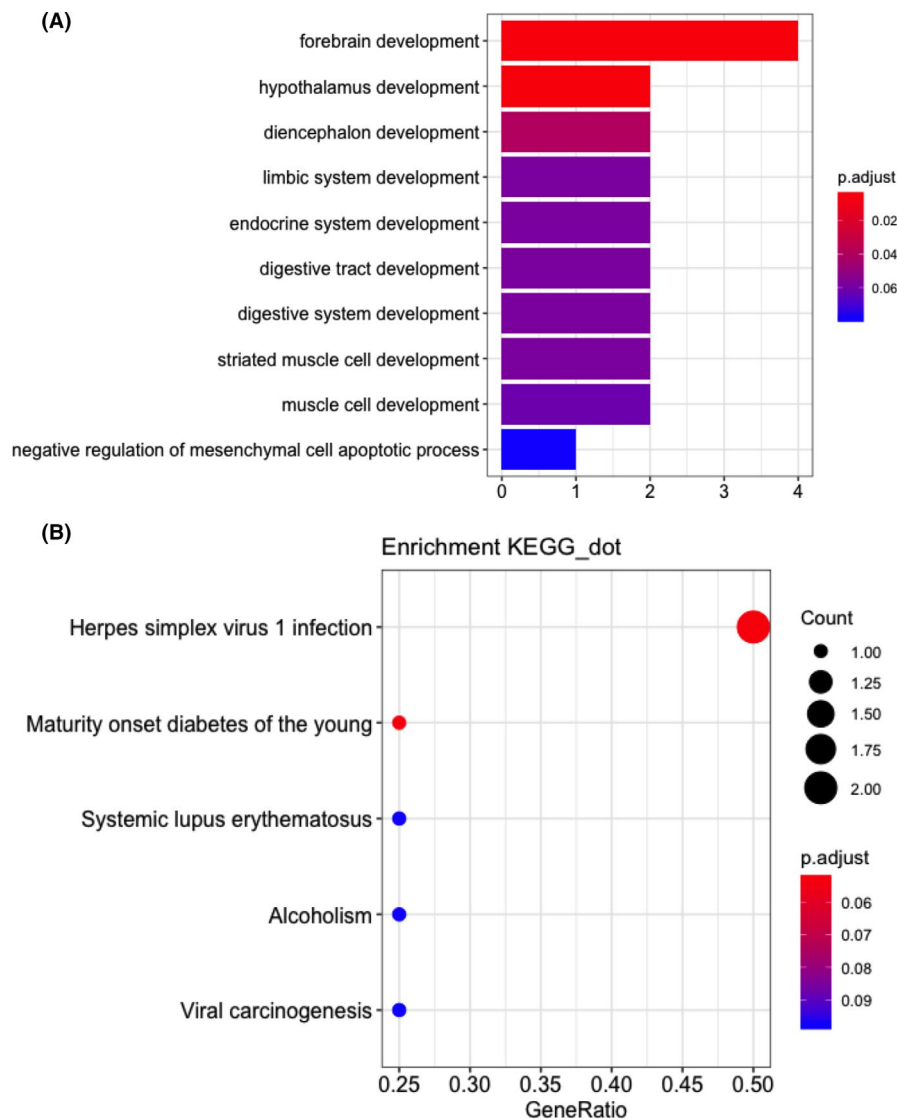 (A)
forebrain development
hypothalamus development
diencephalon development
limbic system development
endocrine system development
digestive tract development
digestive system development
striated muscle cell development
muscle cell development
negative regulation of mesenchymal cell apoptotic process
0 1 2 3 4
p.adjust
0.02
0.04
0.06
(B)
Enrichment KEGG_dot
Herpes simplex virus 1 infection
Maturity onset diabetes of the young
Systemic lupus erythematosus
Alcoholism
Viral carcinogenesis
0.25 0.30 0.35 0.40 0.45 0.50
GeneRatio
Count
1.00
1.25
1.50
1.75
2.00
p.adjust
0.06
0.07
0.08
0.09